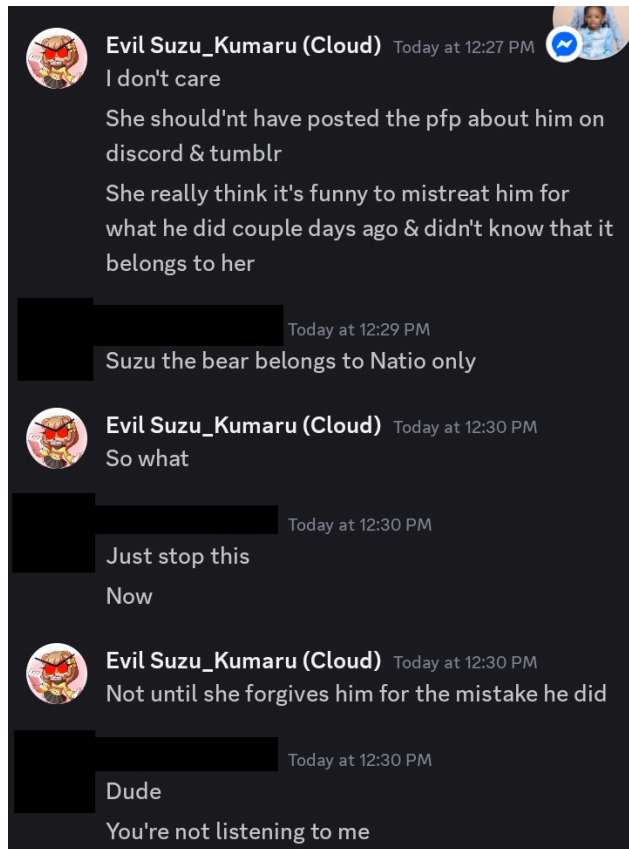 Evil Suzu_Kumaru (Cloud) Today at 12:27 PM
I don't care
She should'nt have posted the pfp about him on
discord & tumblr
She really think it's funny to mistreat him for
what he did couple days ago & didn't know that it
belongs to her
Today at 12:29 PM
Suzu the bear belongs to Natio only
Evil Suzu_Kumaru (Cloud) Today at 12:30 PM
So what
Today at 12:30 PM
Just stop this
Now
Evil Suzu_Kumaru (Cloud) Today at 12:30 PM
Not until she forgives him for the mistake he did
Today at 12:30 PM
Dude
You're not listening to me